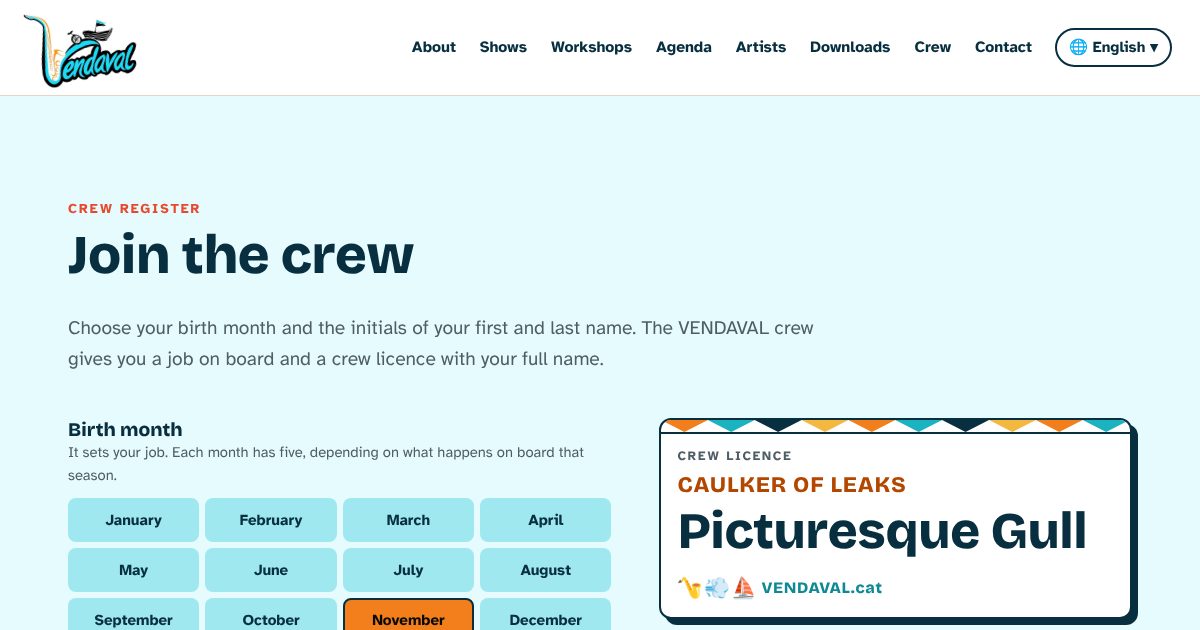 Vendaval
About
Shows
Workshops
Agenda
Artists
Downloads
Crew
Contact
English ▾
CREW REGISTER
Join the crew
Choose your birth month and the initials of your first and last name. The VENDAVAL crew
gives you a job on board and a crew licence with your full name.
Birth month
It sets your job. Each month has five, depending on what happens on board that
season.
January
February
March
April
May
June
July
August
September
October
November
December
CREW LICENCE
CAULKER OF LEAKS
Picturesque Gull
VENDAVAL.cat